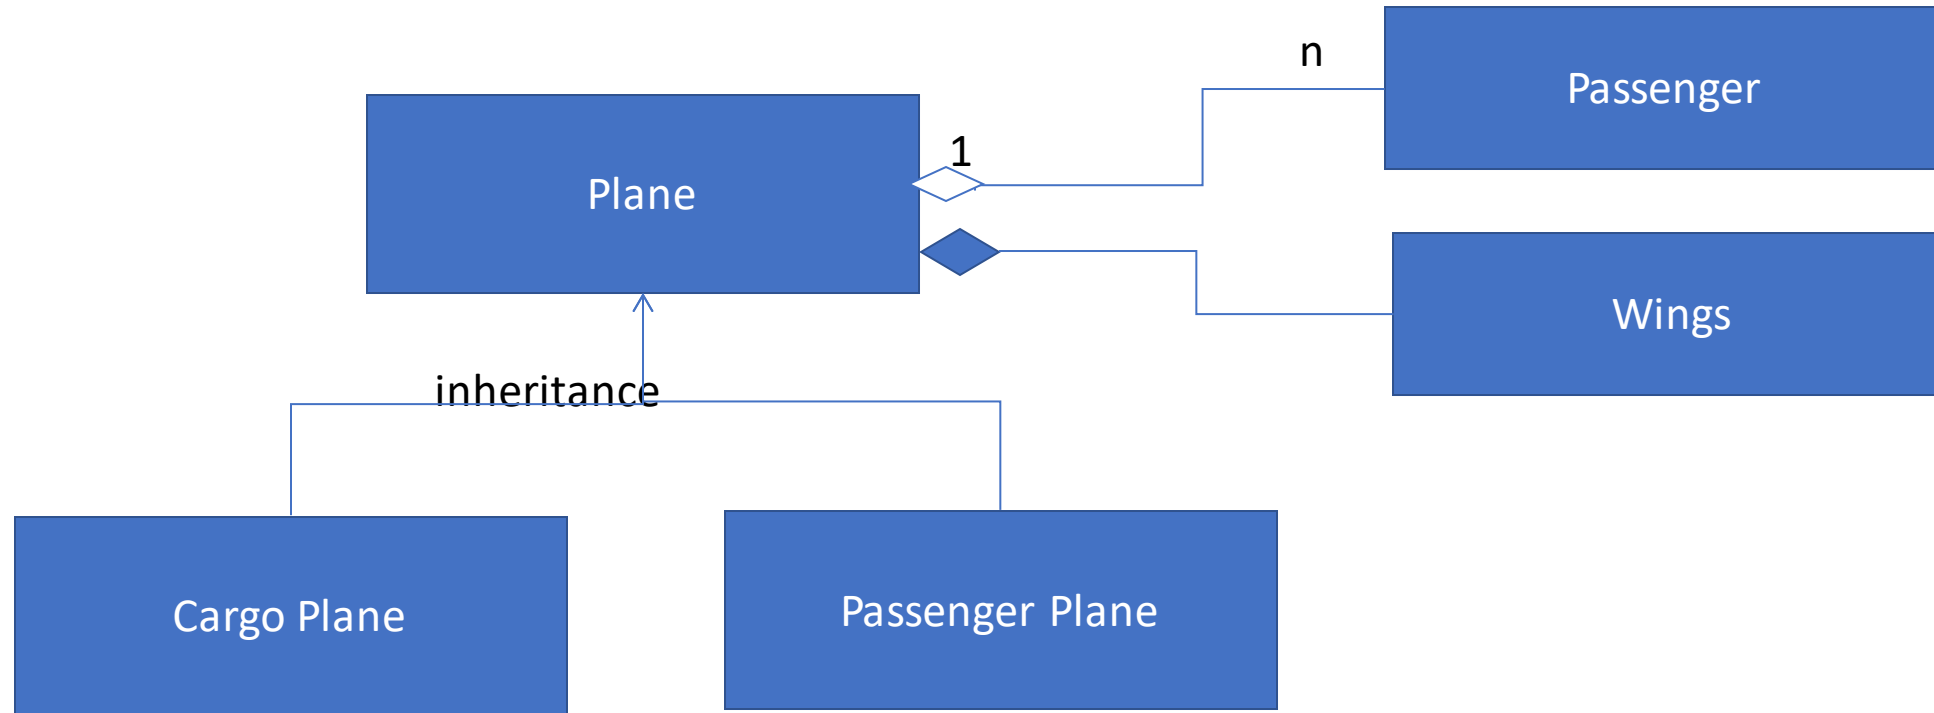 n
Passenger
1
Plane
Wings
inheritance
Cargo Plane
Passenger Plane